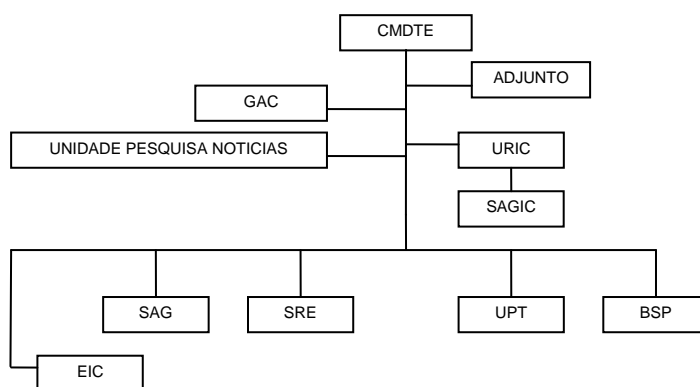 CMDTE
ADJUNTO
GAC
UNIDADE PESQUISA NOTICIAS
URIC
SAGIC
SAG
SRE
UPT
BSP
EIC